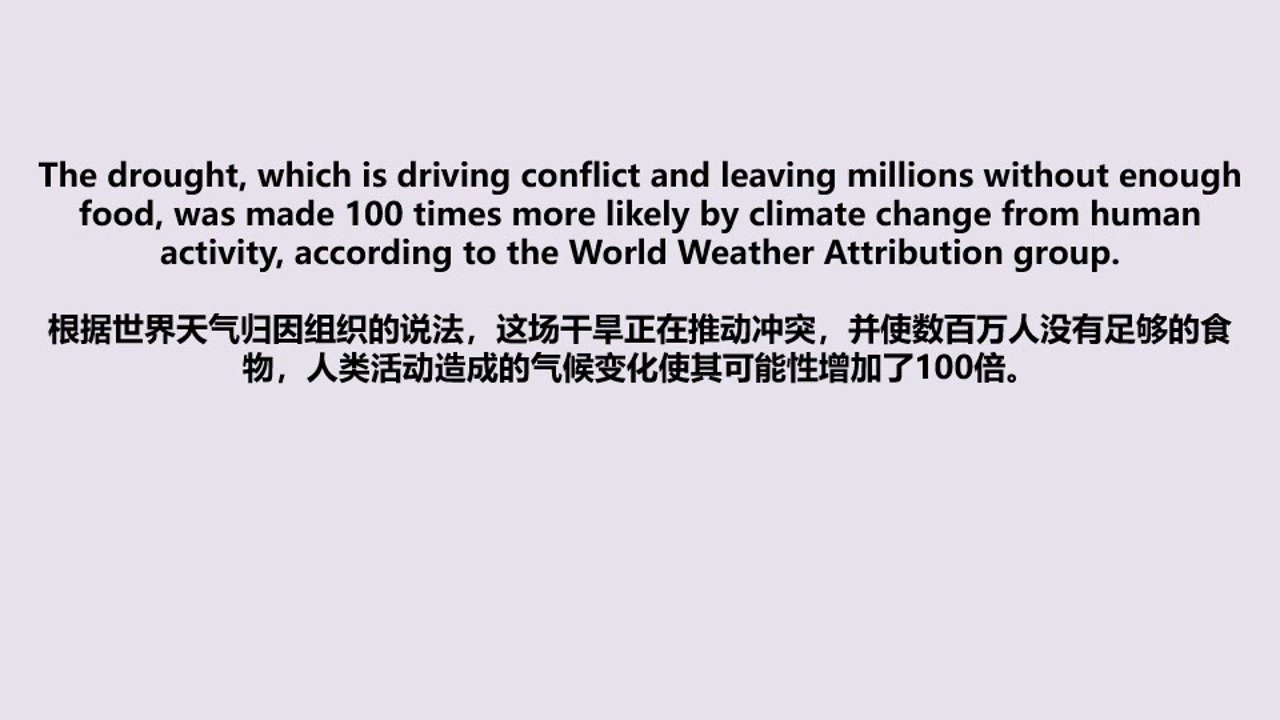 The drought, which is driving conflict and leaving millions without enough
food, was made 100 times more likely by climate change from human
activity, according to the World Weather Attribution group.
根据世界天气归因组织的说法，这场干旱正在推动冲突，并使数百万人没有足够的食
物，人类活动造成的气候变化使其可能性增加了100倍。